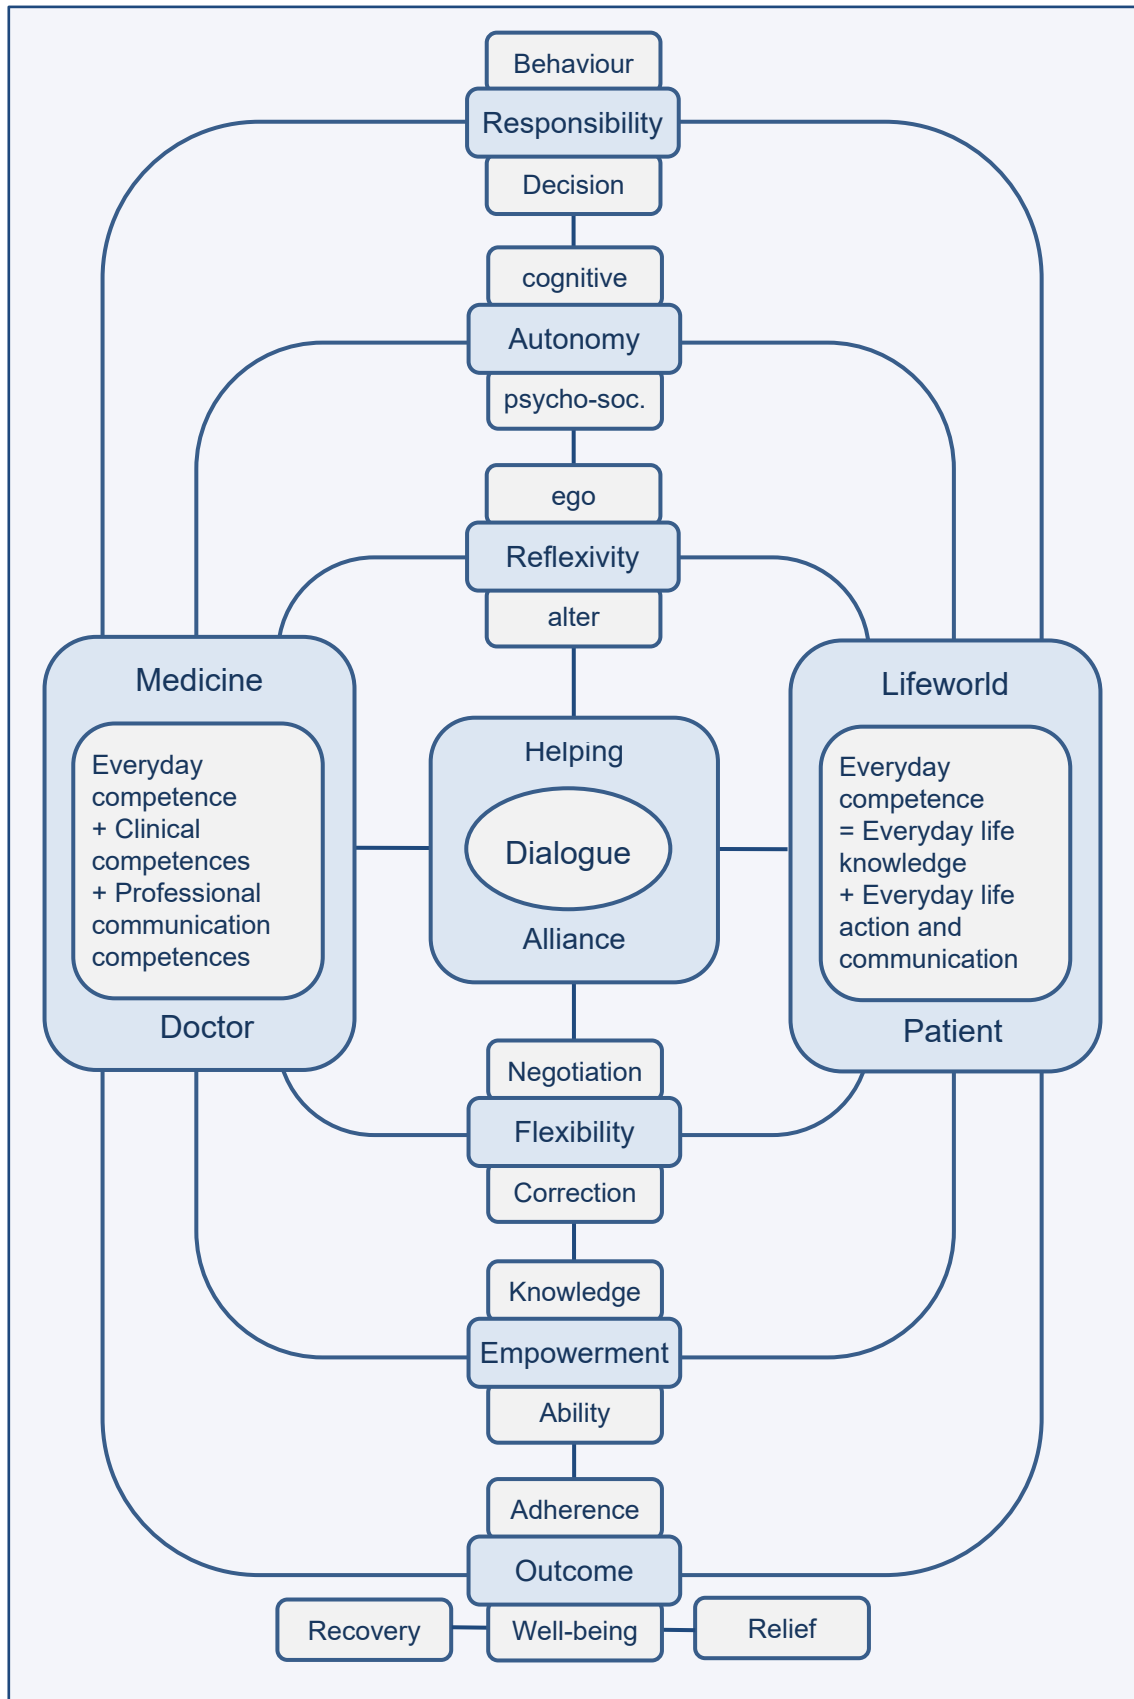 Behaviour
Responsibility
Decision
cognitive
Autonomy
psycho-soc.
ego
Reflexivity
alter
Medicine
Everyday
competence
+ Clinical
competences
+ Professional
communication
competences
Doctor
Helping
Dialogue
Alliance
Lifeworld
Everyday
competence
= Everyday life
knowledge
+ Everyday life
action and
communication
Patient
Negotiation
Flexibility
Correction
Knowledge
Empowerment
Ability
Adherence
Outcome
Recovery
Well-being
Relief